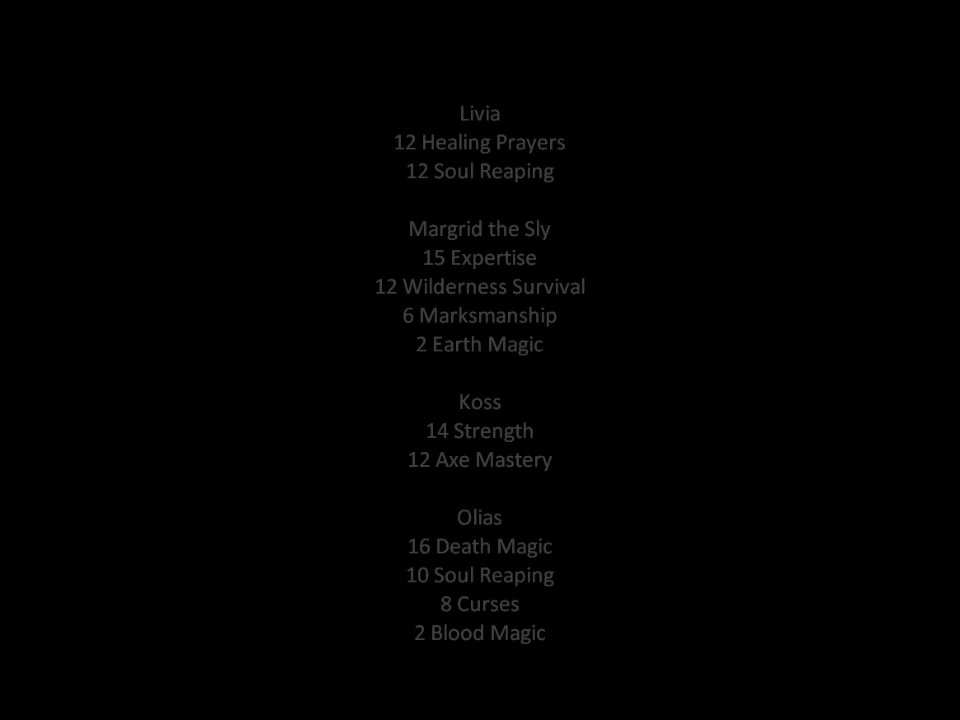 Livia
12 Healing Prayers
12 Soul Reaping
Margrid the Sly
15 Expertise
12 Wilderness Survival
6 Marksmanship
2 Earth Magic
Koss
14 Strength
12 Axe Mastery
Olias
16 Death Magic
10 Soul Reaping
8 Curses
2 Blood Magic